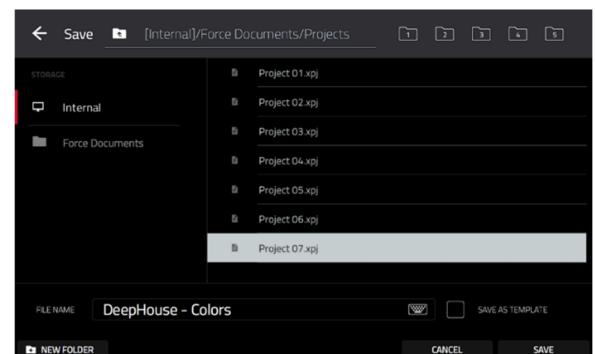 Save [Internal]/Force Documents/Projects 1 2 3 4 5
STORAGE
Internal
Force Documents
Project 01.xpj
Project 02.xpj
Project 03.xpj
Project 04.xpj
Project 05.xpj
Project 06.xpj
Project 07.xpj
FILE NAME DeepHouse - Colors SAVE AS TEMPLATE
NEW FOLDER CANCEL SAVE